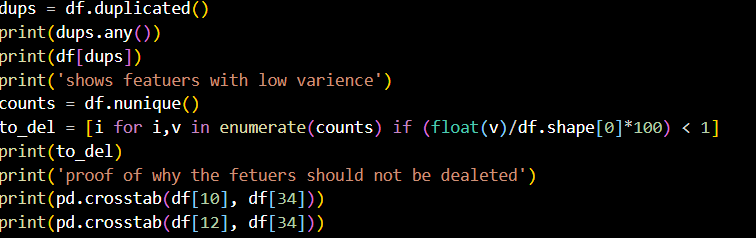 dups = df.duplicated()
print(dups.any())
print(df[dups])
print('shows featuers with low varience')
counts = df.nunique()
to_del = [i for i,v in enumerate(counts) if (float(v)/df.shape[0]*100) < 1]
print(to_del)
print('proof of why the fetuers should not be dealeted')
print(pd.crosstab(df[10], df[34]))
print(pd.crosstab(df[12], df[34]))